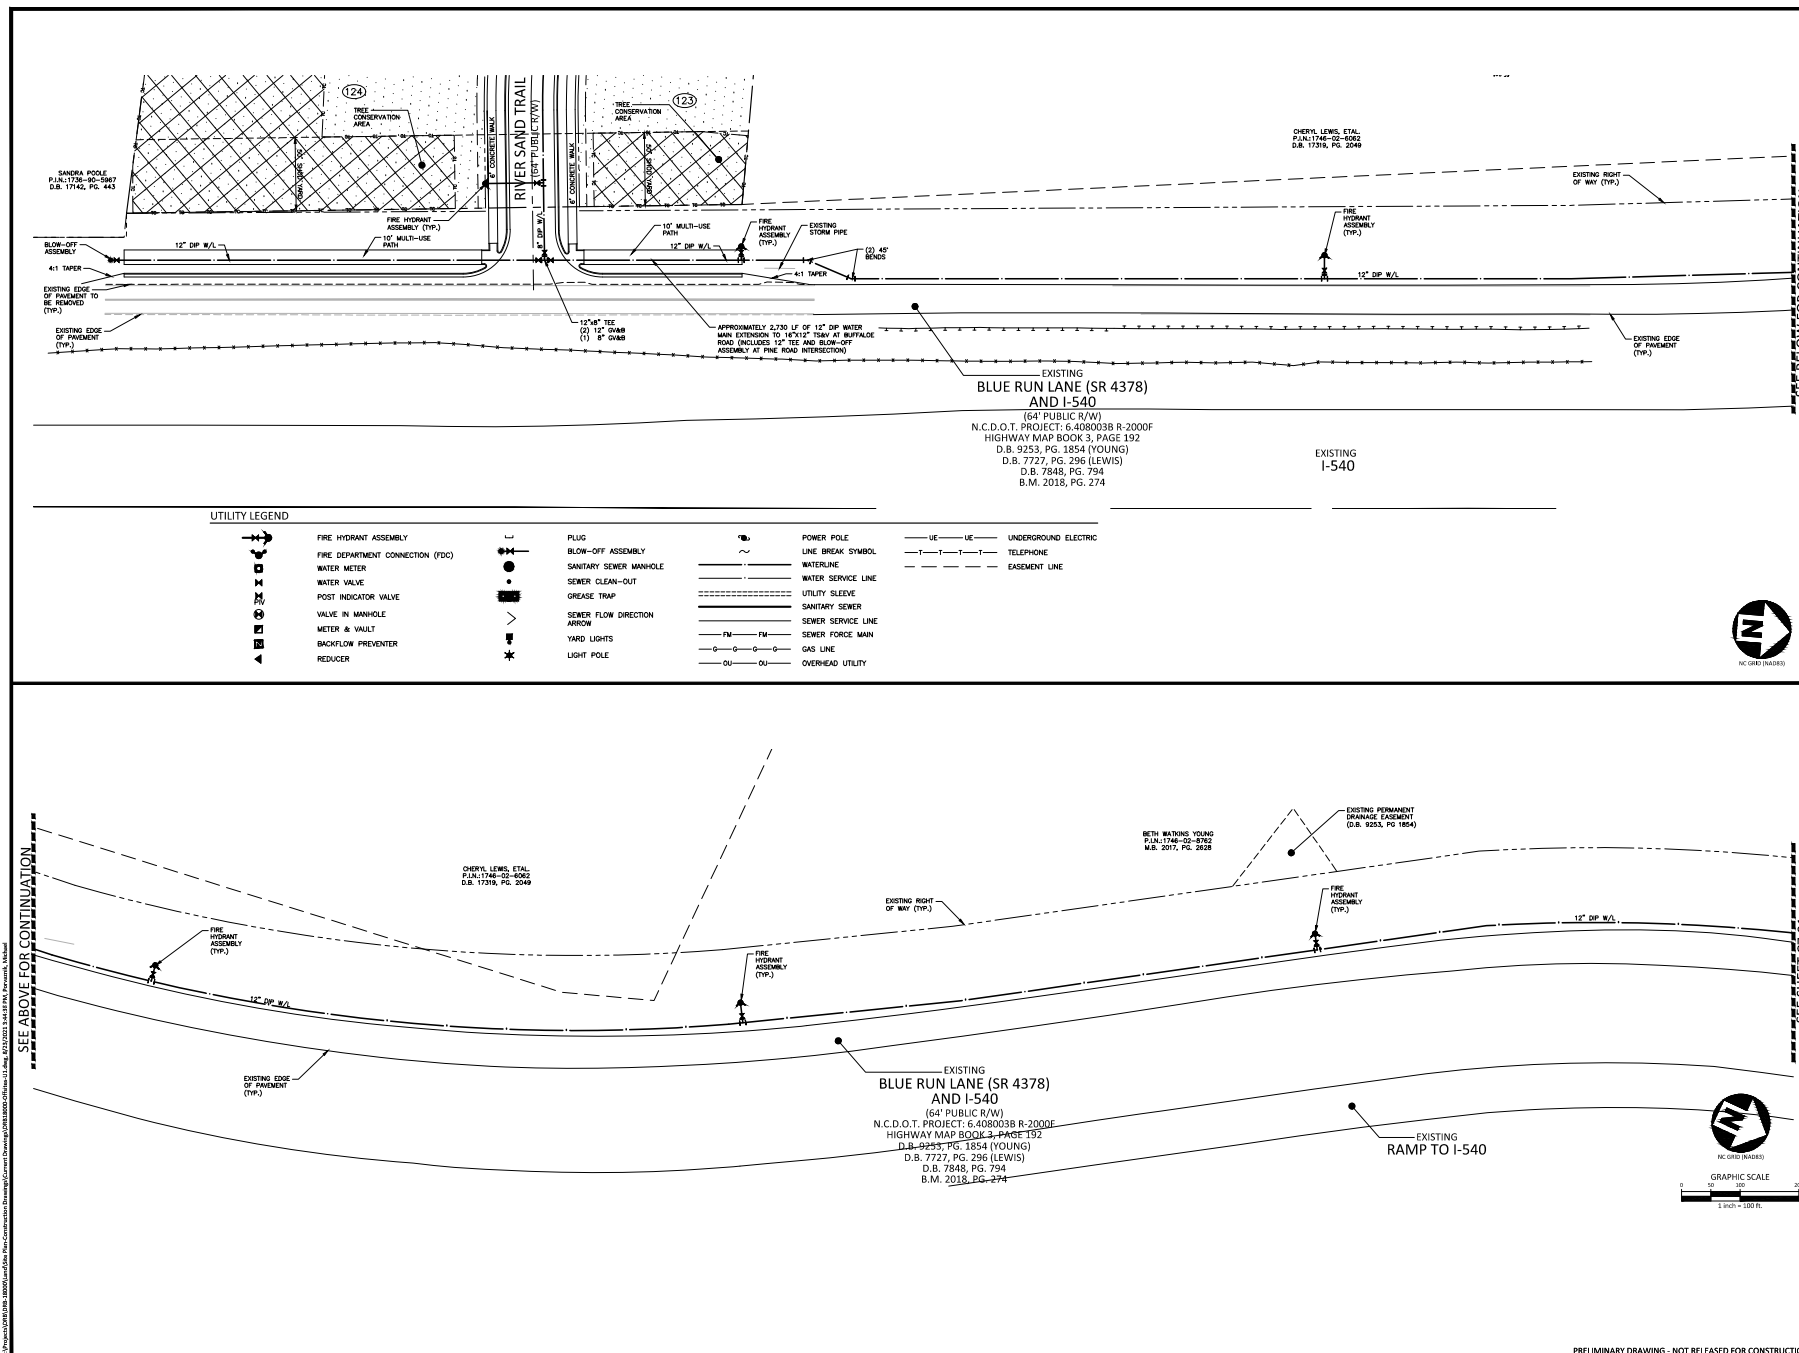 124
TREE
CONSERVATION
AREA
TREE
CONSERVATION
AREA
123
RIVER SAND TRAIL
(64' PUBLIC R/W)
6' CONCRETE WALK
6' CONCRETE WALK
SANDRA POOLE
P.I.N.:1736-90-5967
D.B. 17142, PG. 443
CHERYL LEWIS, ETAL.
P.I.N.:1746-02-6062
D.B. 17319, PG. 2049
EXISTING RIGHT
OF WAY (TYP.)
FIRE HYDRANT
ASSEMBLY (TYP.)
8" DIP W/L
BLOW-OFF
ASSEMBLY
12" DIP W/L
10' MULTI-USE
PATH
10' MULTI-USE
PATH
12" DIP W/L
FIRE
HYDRANT
ASSEMBLY
(TYP.)
EXISTING
STORM PIPE
(2) 45°
BENDS
FIRE
HYDRANT
ASSEMBLY
(TYP.)
12" DIP W/L
4:1 TAPER
4:1 TAPER
EXISTING EDGE
OF PAVEMENT TO
BE REMOVED
(TYP.)
EXISTING EDGE
OF PAVEMENT
(TYP.)
12"x8" TEE
(2) 12" GV&B
(1) 8" GV&B
APPROXIMATELY 2,730 LF OF 12" DIP WATER
MAIN EXTENSION TO 16"X12" TS&V AT BUFFALOE
ROAD (INCLUDES 12" TEE AND BLOW-OFF
ASSEMBLY AT PINE ROAD INTERSECTION)
EXISTING EDGE
OF PAVEMENT
(TYP.)
EXISTING
BLUE RUN LANE (SR 4378)
AND I-540
(64' PUBLIC R/W)
N.C.D.O.T. PROJECT: 6.408003B R-2000F
HIGHWAY MAP BOOK 3, PAGE 192
D.B. 9253, PG. 1854 (YOUNG)
D.B. 7727, PG. 296 (LEWIS)
D.B. 7848, PG. 794
B.M. 2018, PG. 274
EXISTING
I-540
UTILITY LEGEND
FIRE HYDRANT ASSEMBLY
FIRE DEPARTMENT CONNECTION (FDC)
WATER METER
WATER VALVE
PIV
POST INDICATOR VALVE
VALVE IN MANHOLE
METER & VAULT
BACKFLOW PREVENTER
REDUCER
PLUG
BLOW-OFF ASSEMBLY
SANITARY SEWER MANHOLE
SEWER CLEAN-OUT
GREASE TRAP
SEWER FLOW DIRECTION
ARROW
YARD LIGHTS
LIGHT POLE
POWER POLE
LINE BREAK SYMBOL
WATERLINE
WATER SERVICE LINE
UTILITY SLEEVE
SANITARY SEWER
SEWER SERVICE LINE
FM FM SEWER FORCE MAIN
G G G G GAS LINE
OU OU OVERHEAD UTILITY
UE UE UNDERGROUND ELECTRIC
T T T T TELEPHONE
EASEMENT LINE
N
NC GRID (NAD83)
SEE ABOVE FOR CONTINUATION
CHERYL LEWIS, ETAL.
P.I.N.:1746-02-6062
D.B. 17319, PG. 2049
BETH WATKINS YOUNG
P.I.N.:1746-02-8762
M.B. 2017, PG. 2628
EXISTING PERMANENT
DRAINAGE EASEMENT
(D.B. 9253, PG 1854)
EXISTING RIGHT
OF WAY (TYP.)
FIRE
HYDRANT
ASSEMBLY
(TYP.)
FIRE
HYDRANT
ASSEMBLY
(TYP.)
FIRE
HYDRANT
ASSEMBLY
(TYP.)
12" DIP W/L
12" DIP W/L
EXISTING EDGE
OF PAVEMENT
(TYP.)
EXISTING
BLUE RUN LANE (SR 4378)
AND I-540
(64' PUBLIC R/W)
N.C.D.O.T. PROJECT: 6.408003B R-2000F
HIGHWAY MAP BOOK 3, PAGE 192
D.B. 9253, PG. 1854 (YOUNG)
D.B. 7727, PG. 296 (LEWIS)
D.B. 7848, PG. 794
B.M. 2018, PG. 274
EXISTING
RAMP TO I-540
N
NC GRID (NAD83)
GRAPHIC SCALE
0 50 100
1 inch = 100 ft.
PRELIMINARY DRAWING - NOT RELEASED FOR